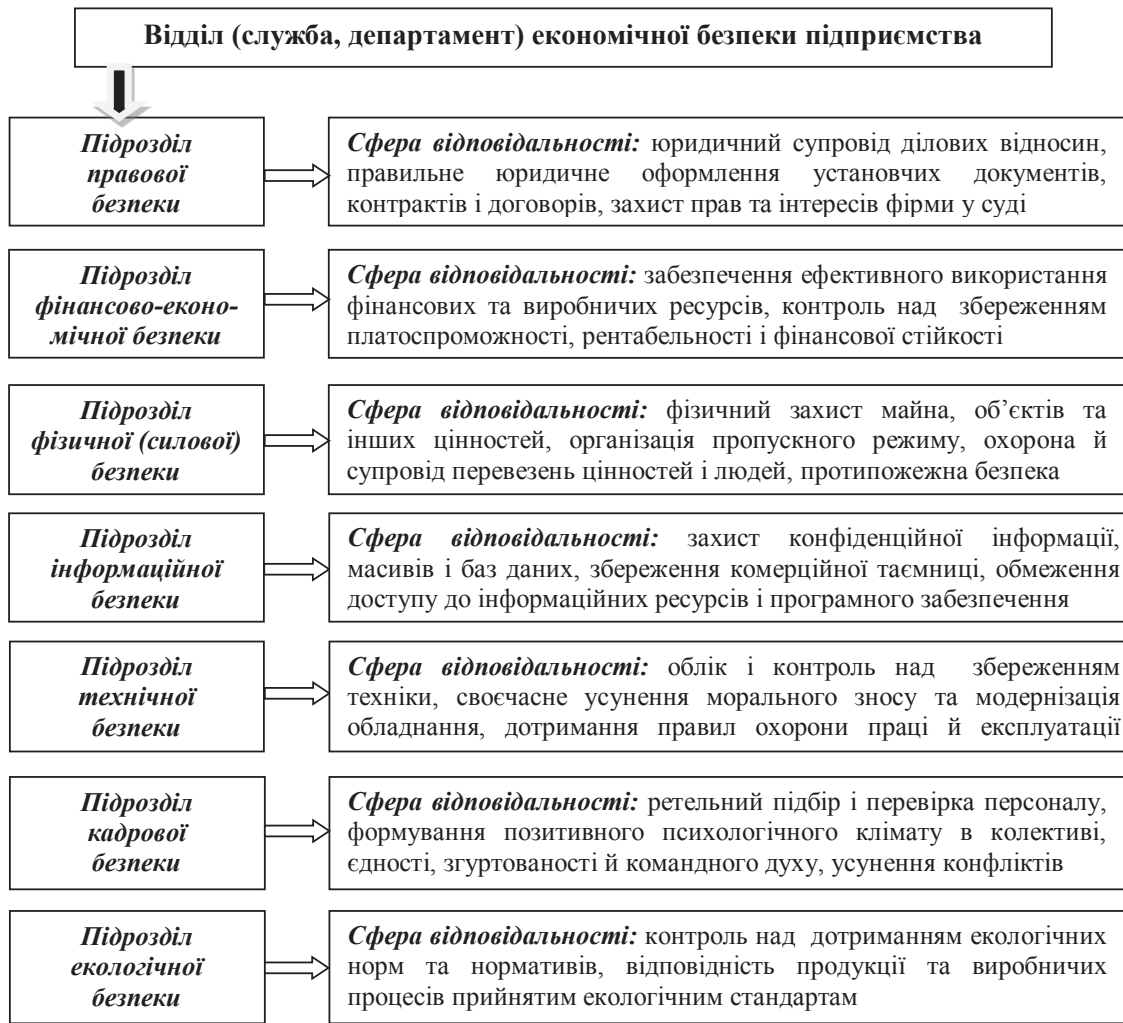 Відділ (служба, департамент) економічної безпеки підприємства
Підрозділ
правової
безпеки
Сфера відповідальності: юридичний супровід ділових відносин,
правильне юридичне оформлення установчих документів,
контрактів і договорів, захист прав та інтересів фірми у суді
Підрозділ
фінансово-еконо-
мічної безпеки
Сфера відповідальності: забезпечення ефективного використання
фінансових та виробничих ресурсів, контроль над збереженням
платоспроможності, рентабельності і фінансової стійкості
Підрозділ
фізичної (силової)
безпеки
Сфера відповідальності: фізичний захист майна, об’єктів та
інших цінностей, організація пропускного режиму, охорона й
супровід перевезень цінностей і людей, протипожежна безпека
Підрозділ
інформаційної
безпеки
Сфера відповідальності: захист конфіденційної інформації,
масивів і баз даних, збереження комерційної таємниці, обмеження
доступу до інформаційних ресурсів і програмного забезпечення
Підрозділ
технічної
безпеки
Сфера відповідальності: облік і контроль над збереженням
техніки, своєчасне усунення морального зносу та модернізація
обладнання, дотримання правил охорони праці й експлуатації
Підрозділ
кадрової
безпеки
Сфера відповідальності: ретельний підбір і перевірка персоналу,
формування позитивного психологічного клімату в колективі,
єдності, згуртованості й командного духу, усунення конфліктів
Підрозділ
екологічної
безпеки
Сфера відповідальності: контроль над дотриманням екологічних
норм та нормативів, відповідність продукції та виробничих
процесів прийнятим екологічним стандартам